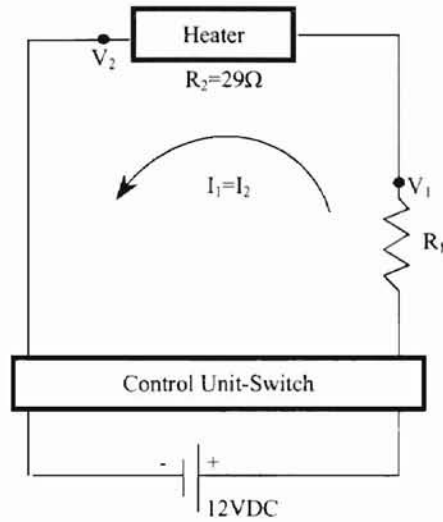 Heater
V₂
R₂=29Ω
I₁=I₂
V₁
R₁
Control Unit-Switch
- +
12VDC